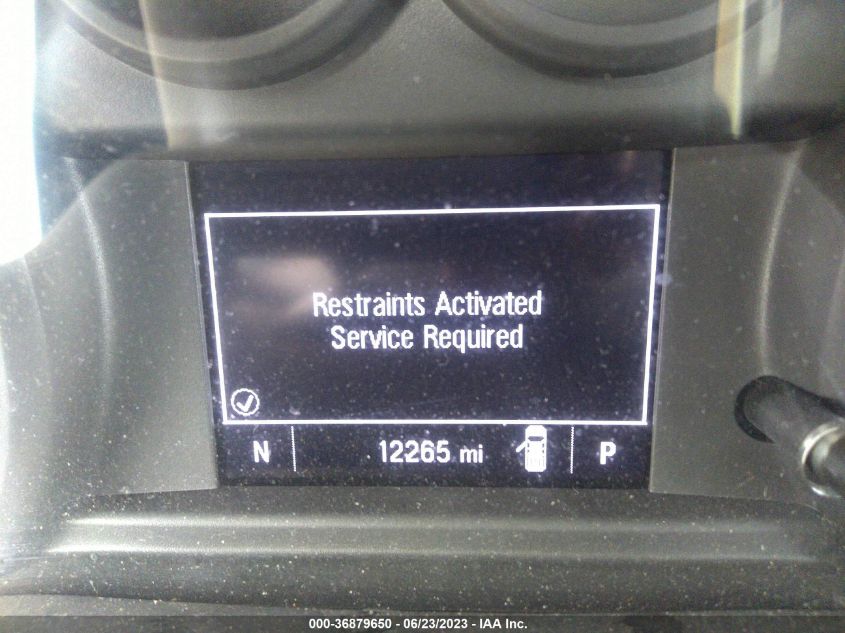 Restraints Activated
Service Required
N 12265 mi P
000-36879650 - 06/23/2023 - IAA Inc.